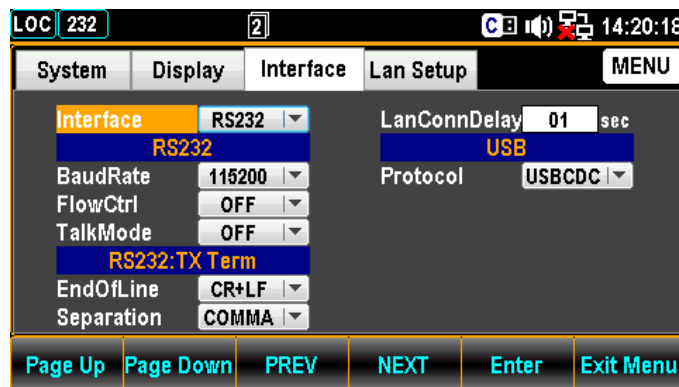 LOC 232 2 C 14:20:18
System Display Interface Lan Setup MENU
Interface RS232 LanConnDelay 01 sec
RS232 USB
BaudRate 115200 Protocol USBCDC
FlowCtrl OFF
TalkMode OFF
RS232:TX Term
EndOfLine CR+LF
Separation COMMA
Page Up Page Down PREV NEXT Enter Exit Menu